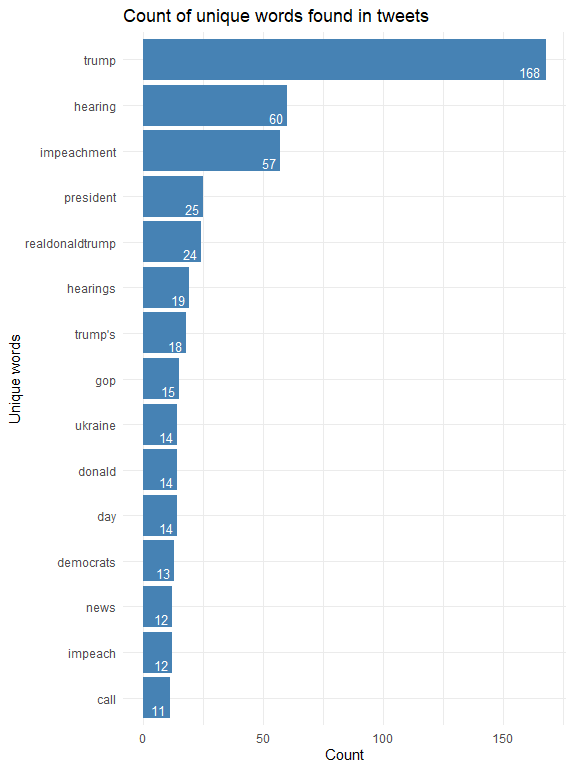 Count of unique words found in tweets
Unique words
trump 168
hearing 60
impeachment 57
president 25
realdonaldtrump 24
hearings 19
trump's 18
gop 15
ukraine 14
donald 14
day 14
democrats 13
news 12
impeach 12
call 11
0 50 100 150
Count